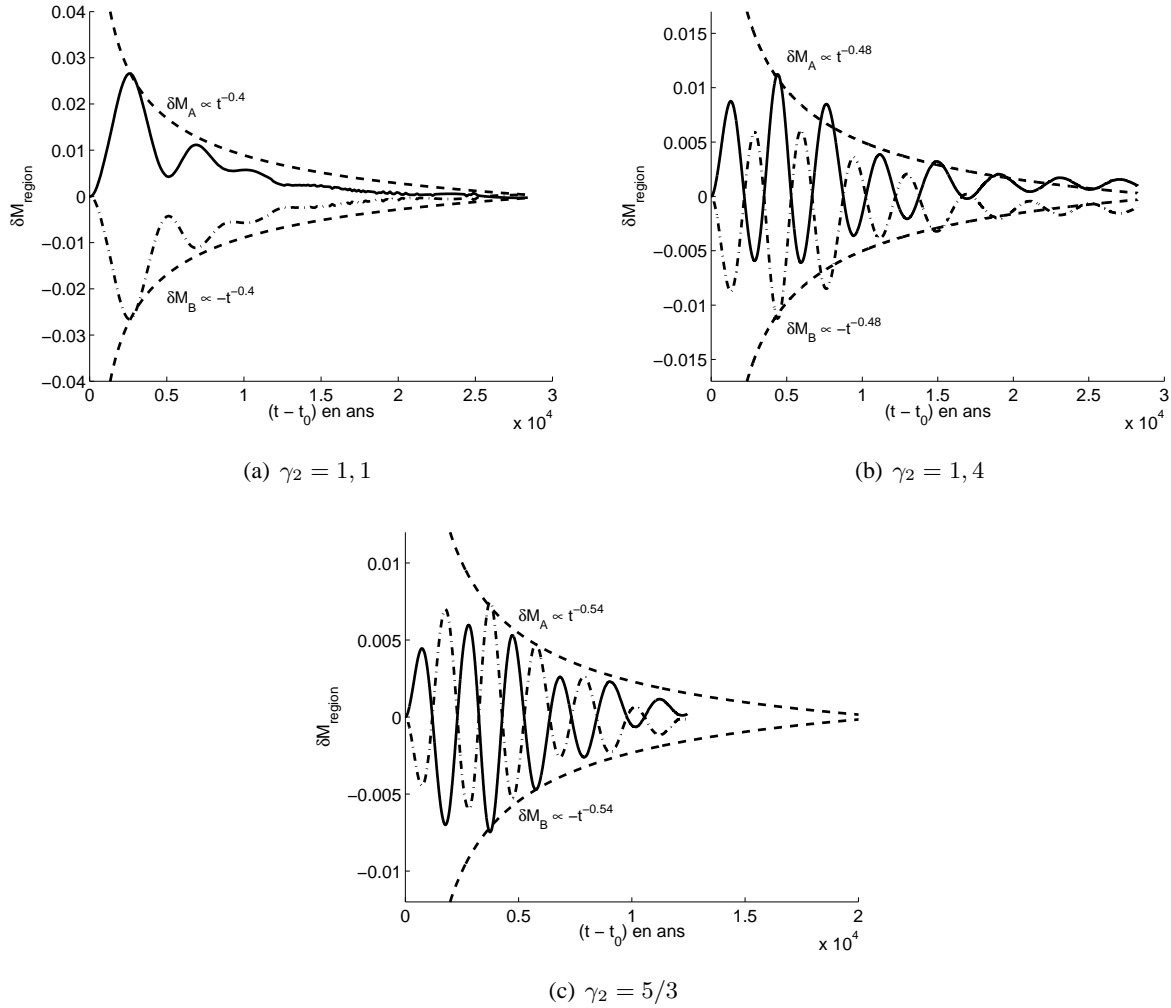 0.04
0.03
0.02
0.01
0
−0.01
−0.02
−0.03
−0.04
δM_region
δM_A ∝ t^−0.4
δM_B ∝ −t^−0.4
0 0.5 1 1.5 2 2.5 3
(t − t_0) en ans
x 10^4
(a) γ_2 = 1, 1
0.015
0.01
0.005
0
−0.005
−0.01
−0.015
δM_region
δM_A ∝ t^−0.48
δM_B ∝ −t^−0.48
0 0.5 1 1.5 2 2.5 3
(t − t_0) en ans
x 10^4
(b) γ_2 = 1, 4
0.01
0.005
0
−0.005
−0.01
δM_region
δM_A ∝ t^−0.54
δM_B ∝ −t^−0.54
0 0.5 1 1.5 2
(t − t_0) en ans
x 10^4
(c) γ_2 = 5/3